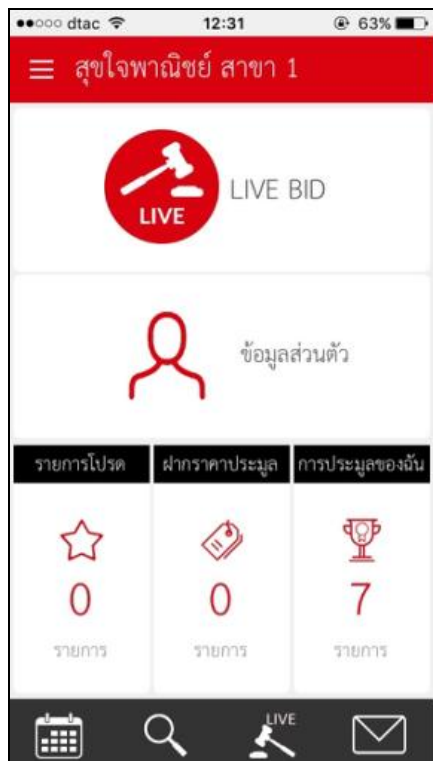 dtac 12:31 63%
สุขใจพาณิชย์ สาขา 1
LIVE
LIVE BID
ข้อมูลส่วนตัว
รายการโปรด ฝากราคาประมูล การประมูลของฉัน
0 0 7
รายการ รายการ รายการ
LIVE